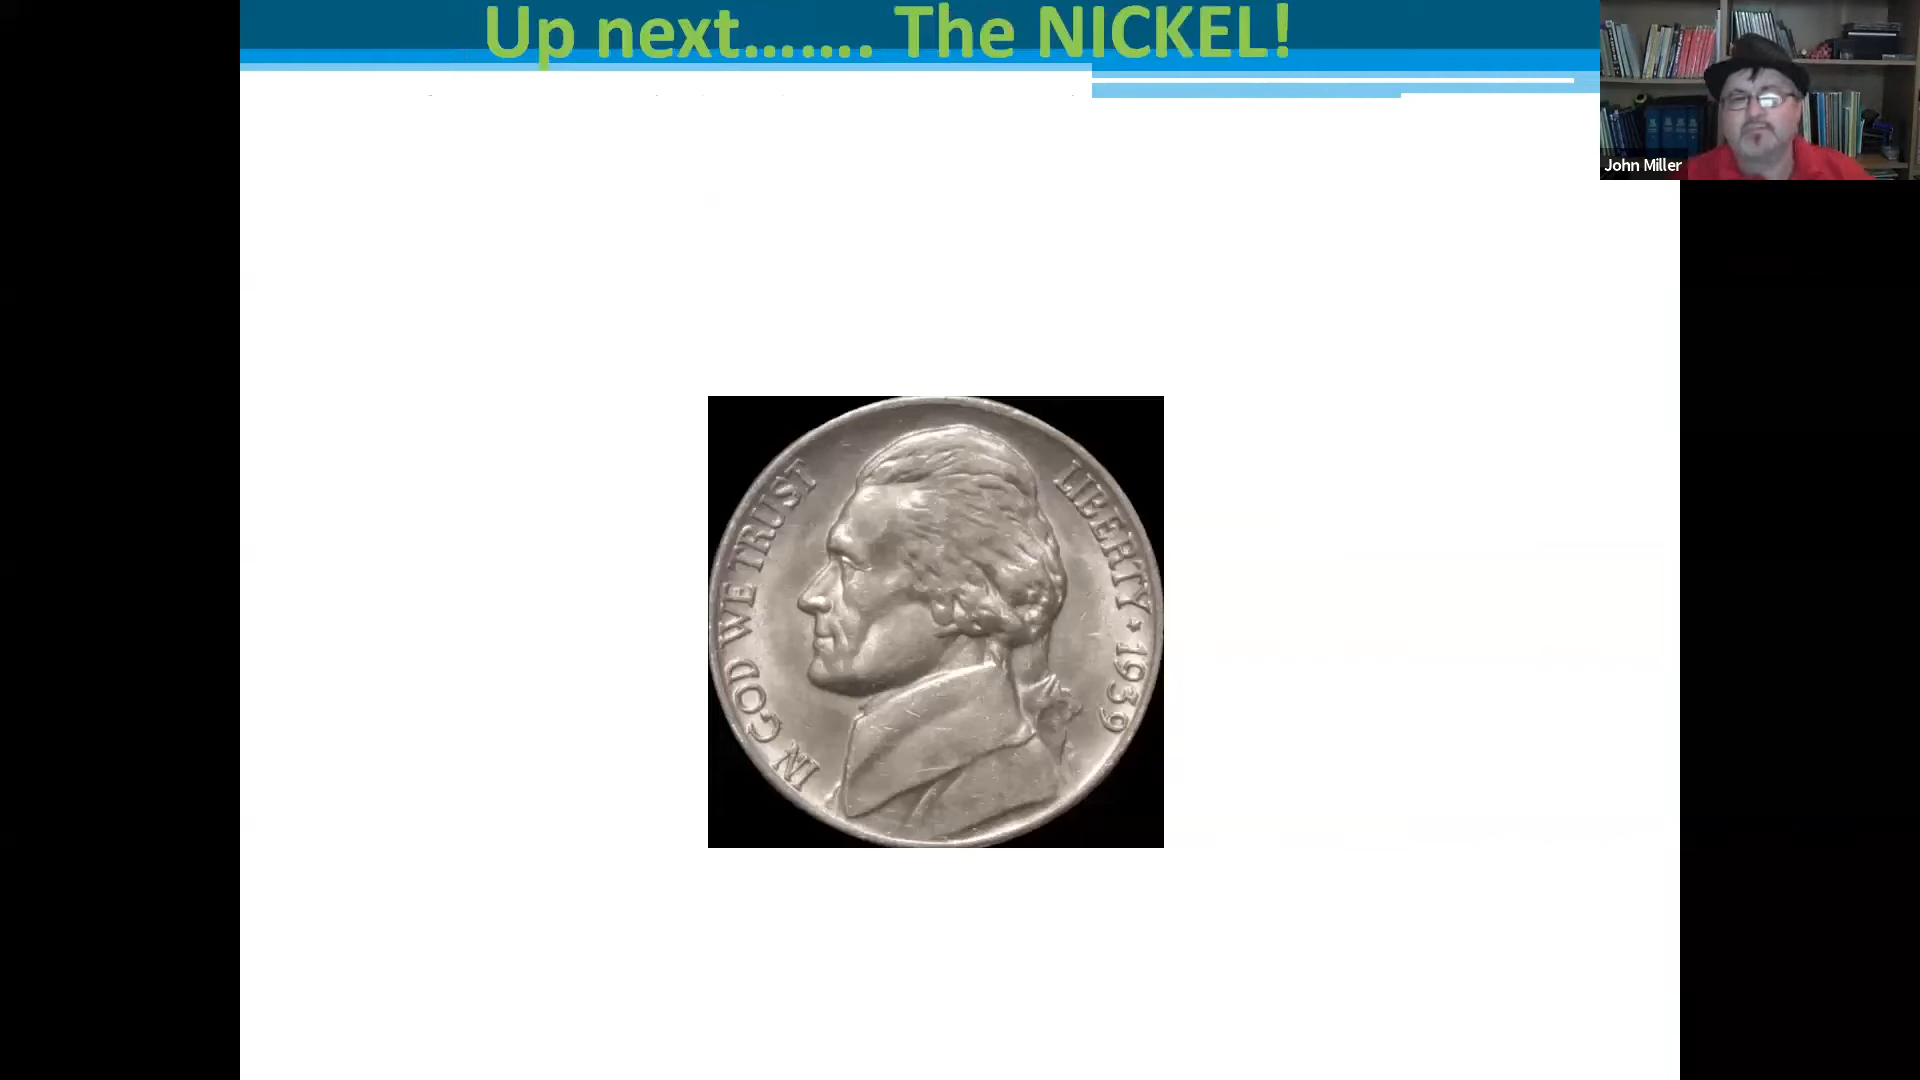 Up next....... The NICKEL!
John Miller
IN GOD WE TRUST
LIBERTY ★ 1939